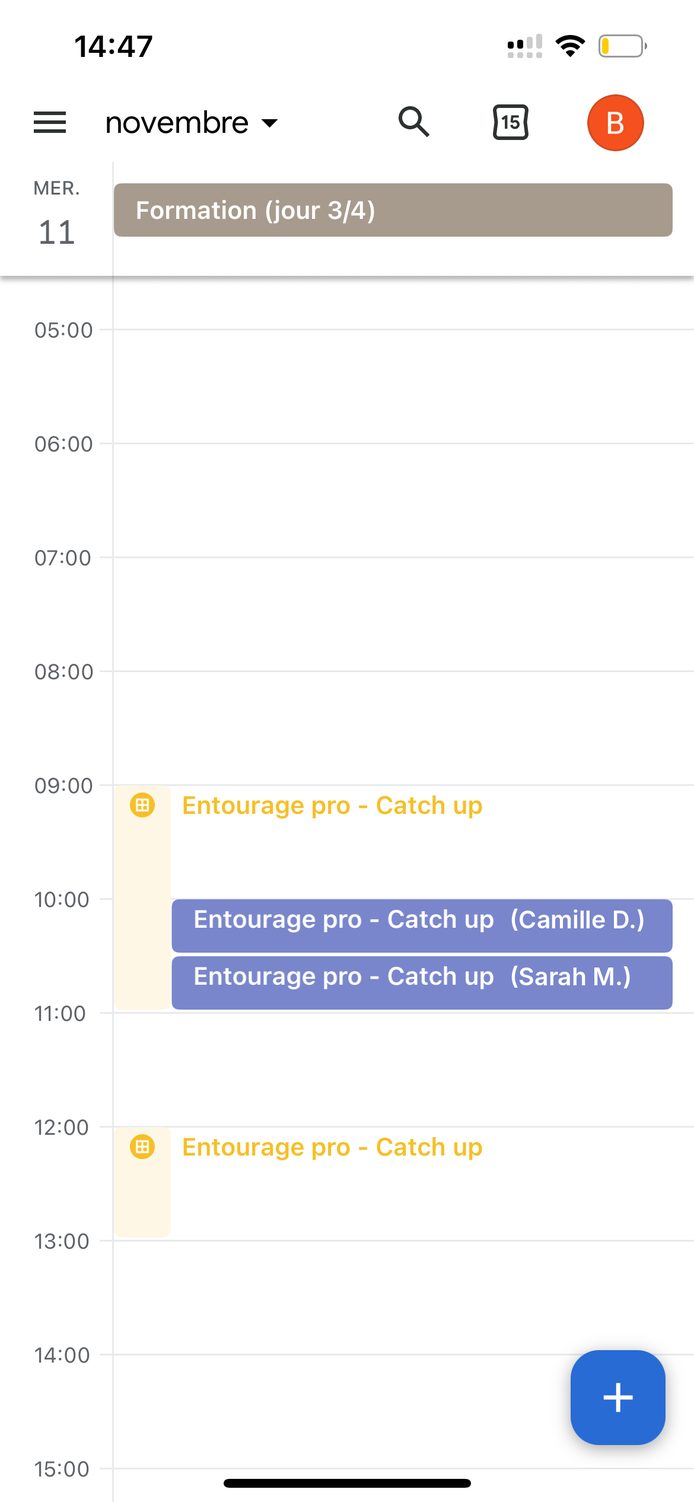 14:47
novembre
15
B
MER.
11
Formation (jour 3/4)
05:00
06:00
07:00
08:00
09:00
Entourage pro - Catch up
10:00
Entourage pro - Catch up (Camille D.)
Entourage pro - Catch up (Sarah M.)
11:00
12:00
Entourage pro - Catch up
13:00
14:00
15:00